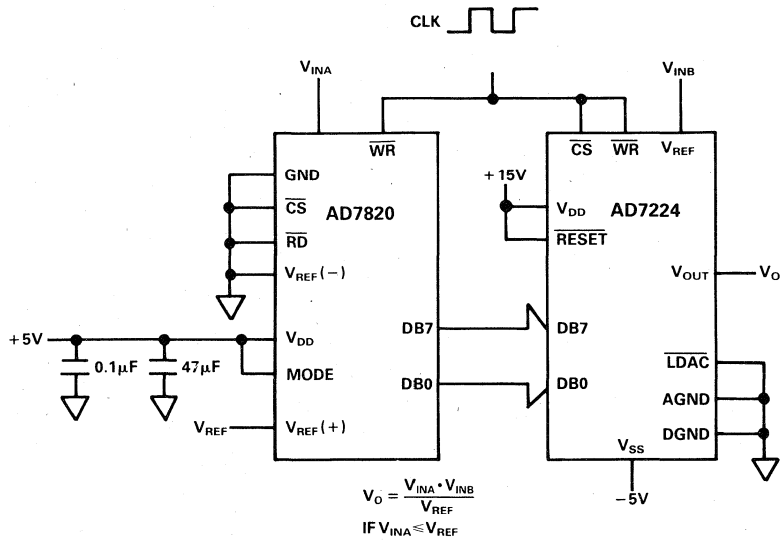 CLK
V_INA
V_INB
WR
CS
WR
V_REF
GND
CS
RD
V_REF(−)
AD7820
+15V
V_DD
RESET
AD7224
V_OUT
V_O
+5V
0.1μF
47μF
V_DD
MODE
V_REF
V_REF(+)
DB7
DB0
DB7
DB0
LDAC
AGND
DGND
V_SS
−5V
V_O = V_INA • V_INB / V_REF
IF V_INA ≤ V_REF